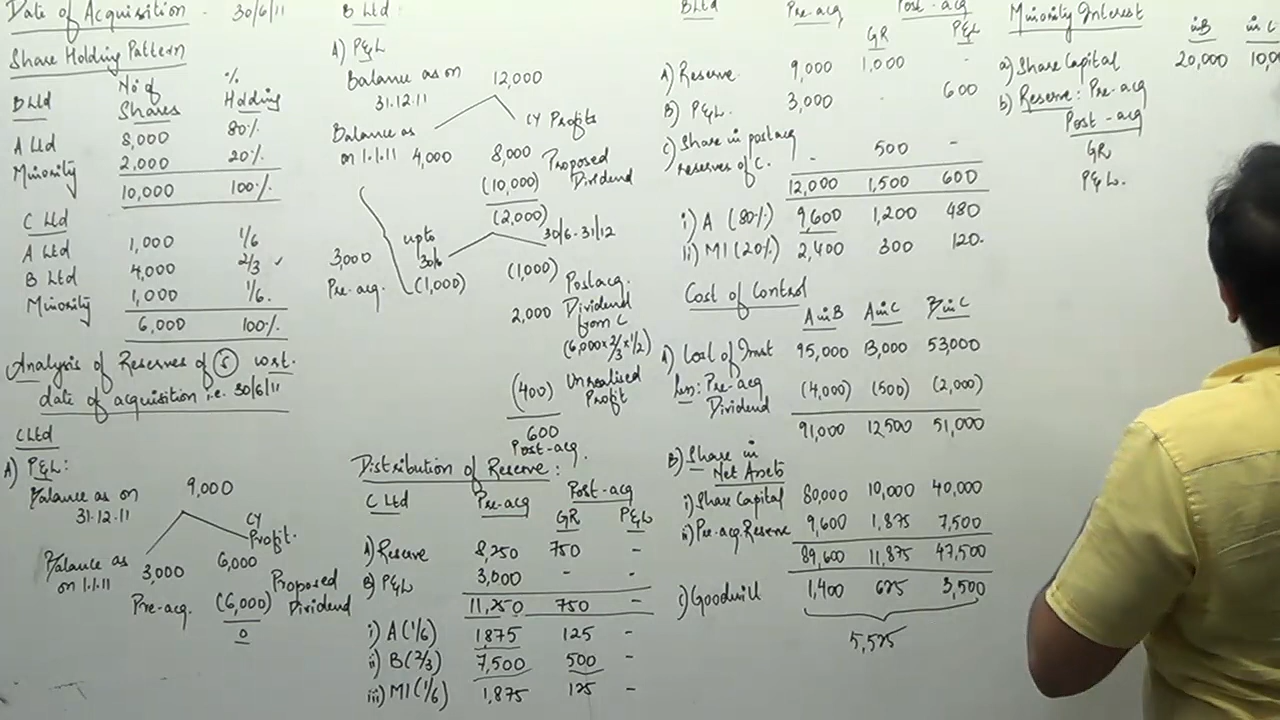 Date of Acquisition - 30/6/11
Share Holding Pattern
B Ltd No of Shares % Holding
A Ltd 8,000 80%
Minority 2,000 20%
10,000 100%
C Ltd
A Ltd 1,000 1/6
B Ltd 4,000 2/3
Minority 1,000 1/6
6,000 100%
Analysis of Reserves of S w.r.t.
date of acquisition i.e. 30/6/11
C Ltd
A) P&L:
Balance as on 9,000
31.12.11
CY Profit.
Balance as on 1.1.11 3,000 6,000
Pre-acq. (6,000) Proposed Dividend
0
B Ltd
A) P&L
Balance as on 12,000
31.12.11
CY Profits
Balance as on 1.1.11 4,000 8,000
(10,000) Proposed Dividend
(2,000)
upto 30/6 30/6-31/12
3,000 Pre-acq. (1,000) (1,000) Postacq.
2,000 Dividend from C
(6,000 x 2/3 x 1/2)
(400) Unrealised Profit
600
Post-acq.
Distribution of Reserve:
C Ltd Pre-acq Post-acq
GR P&L
A) Reserve 8,250 750 -
B) P&L 3,000 - -
11,250 750 -
i) A (1/6) 1875 125 -
ii) B (2/3) 7,500 500 -
iii) MI (1/6) 1,875 125 -
B Ltd Pre-acq Post-acq
GR P&L
A) Reserve 9,000 1,000 -
B) P&L. 3,000 - 600
C) Share in postacq
reserves of C. - 500 -
12,000 1,500 600
i) A (80%) 9,600 1,200 480
ii) MI (20%) 2,400 300 120
Cost of Control
A in B A in C B in C
A) Cost of Invst 95,000 13,000 53,000
Less: Pre-acq Dividend (4,000) (500) (2,000)
91,000 12500 51,000
B) Share in Net Assets
i) Share Capital 80,000 10,000 40,000
ii) Pre-acq. Reserve 9,600 1,875 7,500
89,600 11,875 47,500
C) Goodwill 1,400 625 3,500
5,525
Minority Interest
in B in C
a) Share Capital 20,000
b) Reserve: Pre-acq
Post-acq
GR
P&L.